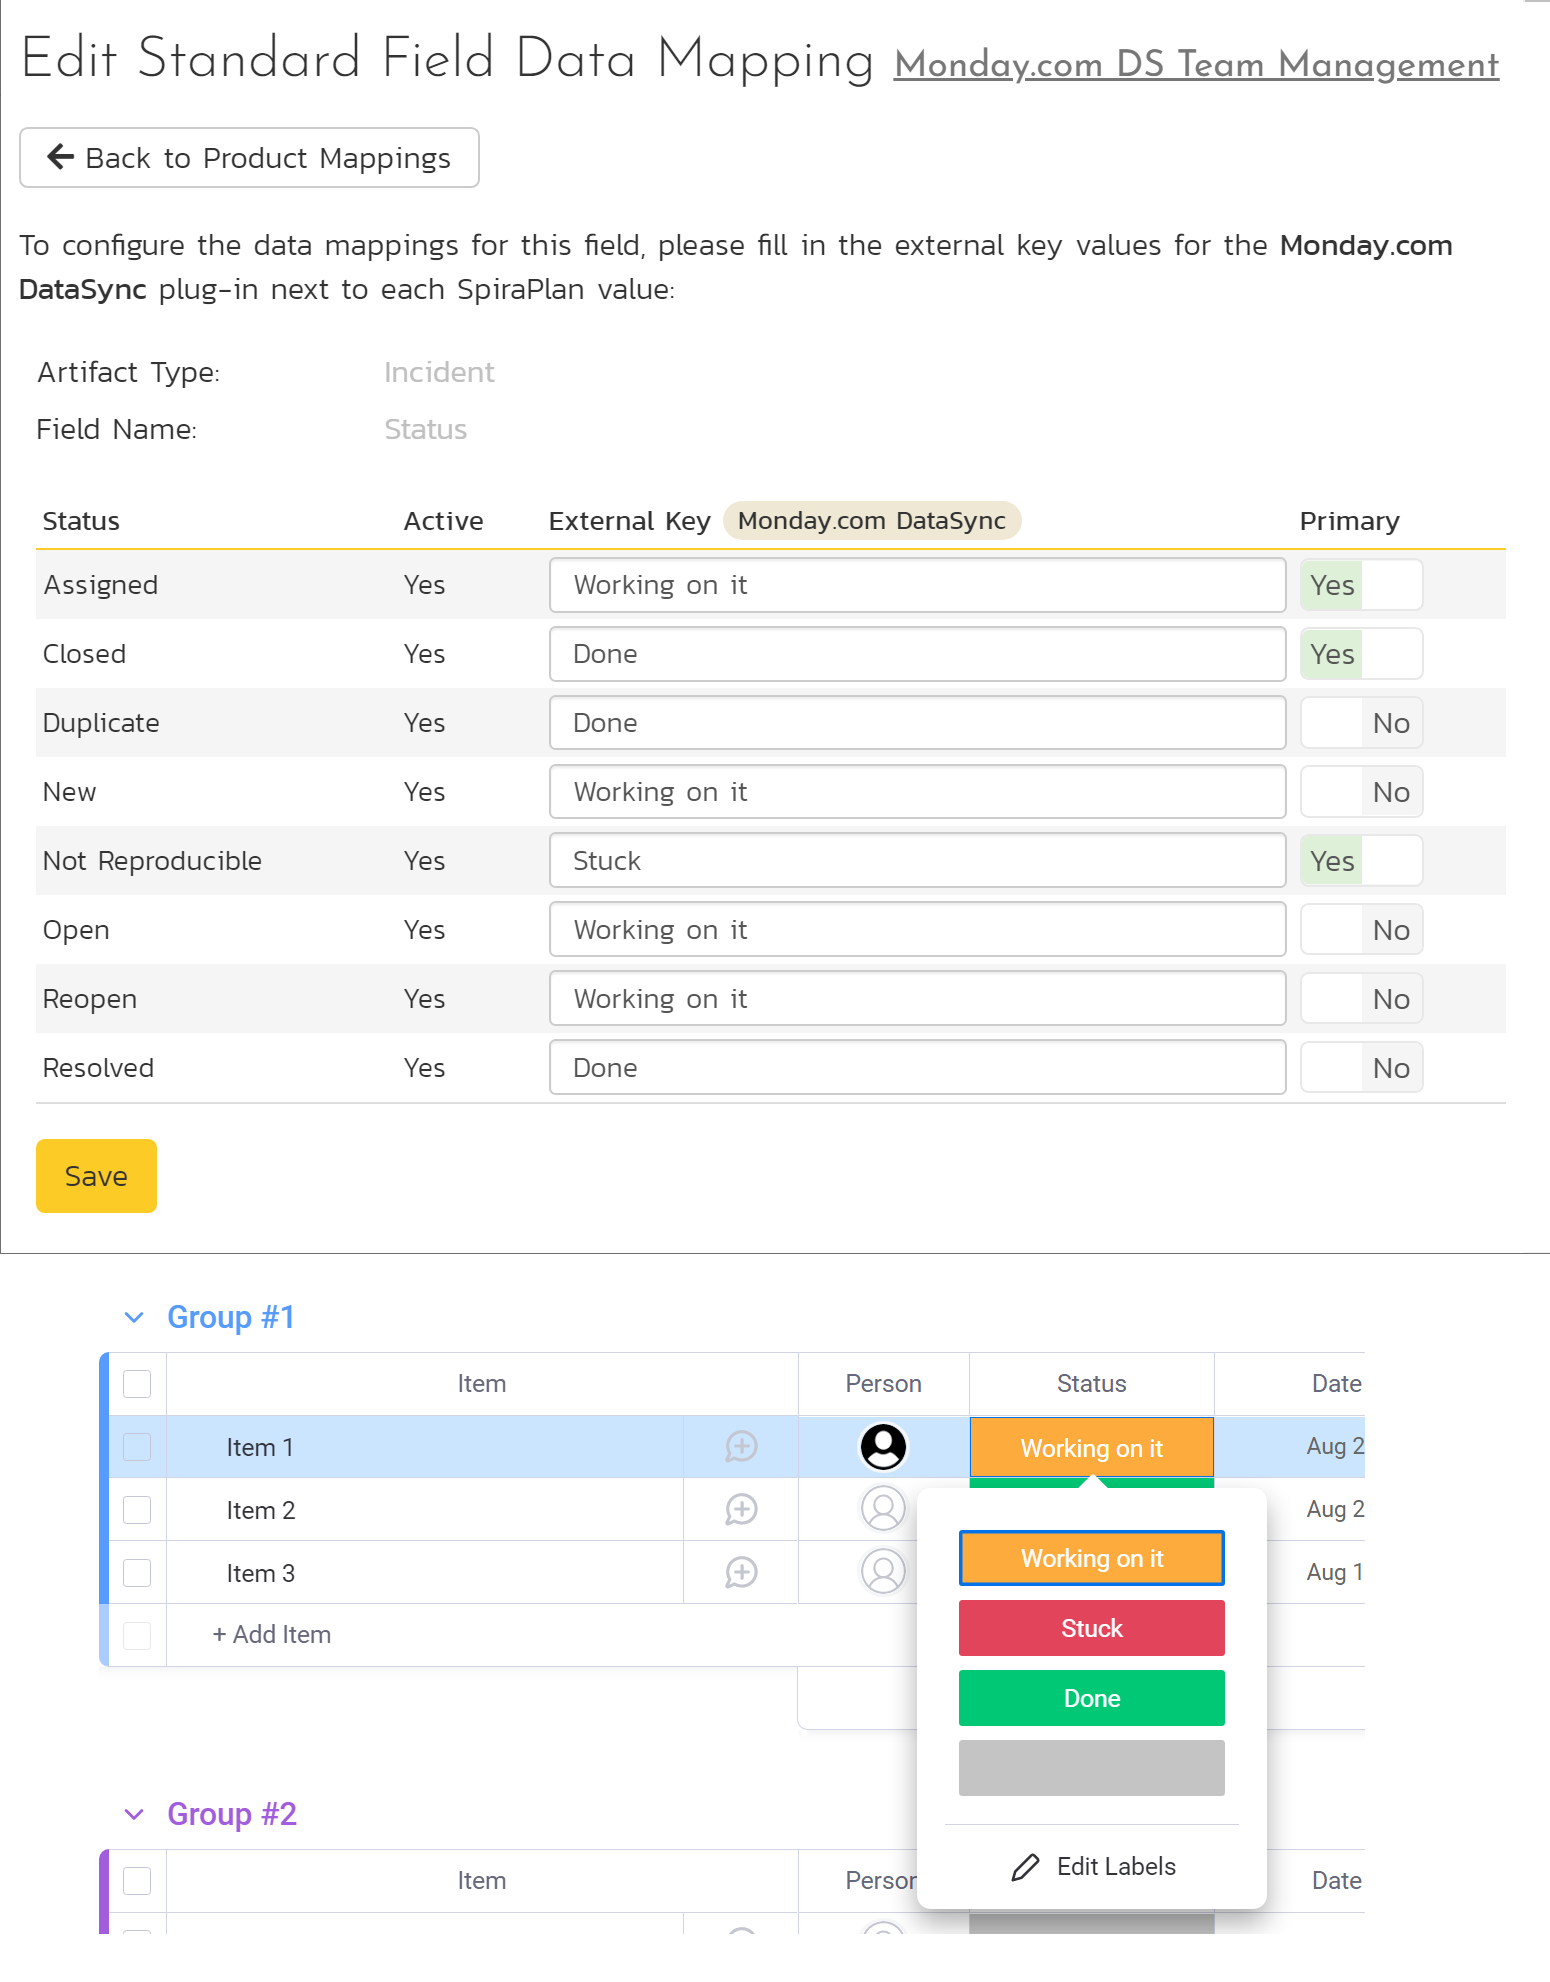 Edit Standard Field Data Mapping Monday.com DS Team Management
Back to Product Mappings
To configure the data mappings for this field, please fill in the external key values for the Monday.com
DataSync plug-in next to each SpiraPlan value:
Artifact Type: Incident
Field Name: Status
Status Active External Key Monday.com DataSync Primary
Assigned Yes Working on it Yes
Closed Yes Done Yes
Duplicate Yes Done No
New Yes Working on it No
Not Reproducible Yes Stuck Yes
Open Yes Working on it No
Reopen Yes Working on it No
Resolved Yes Done No
Save
Group #1
Item Person Status Date
Item 1 Working on it Aug 2
Item 2 Aug 2
Item 3 Aug 1
+ Add Item
Working on it
Stuck
Done
Edit Labels
Group #2
Item Person Date